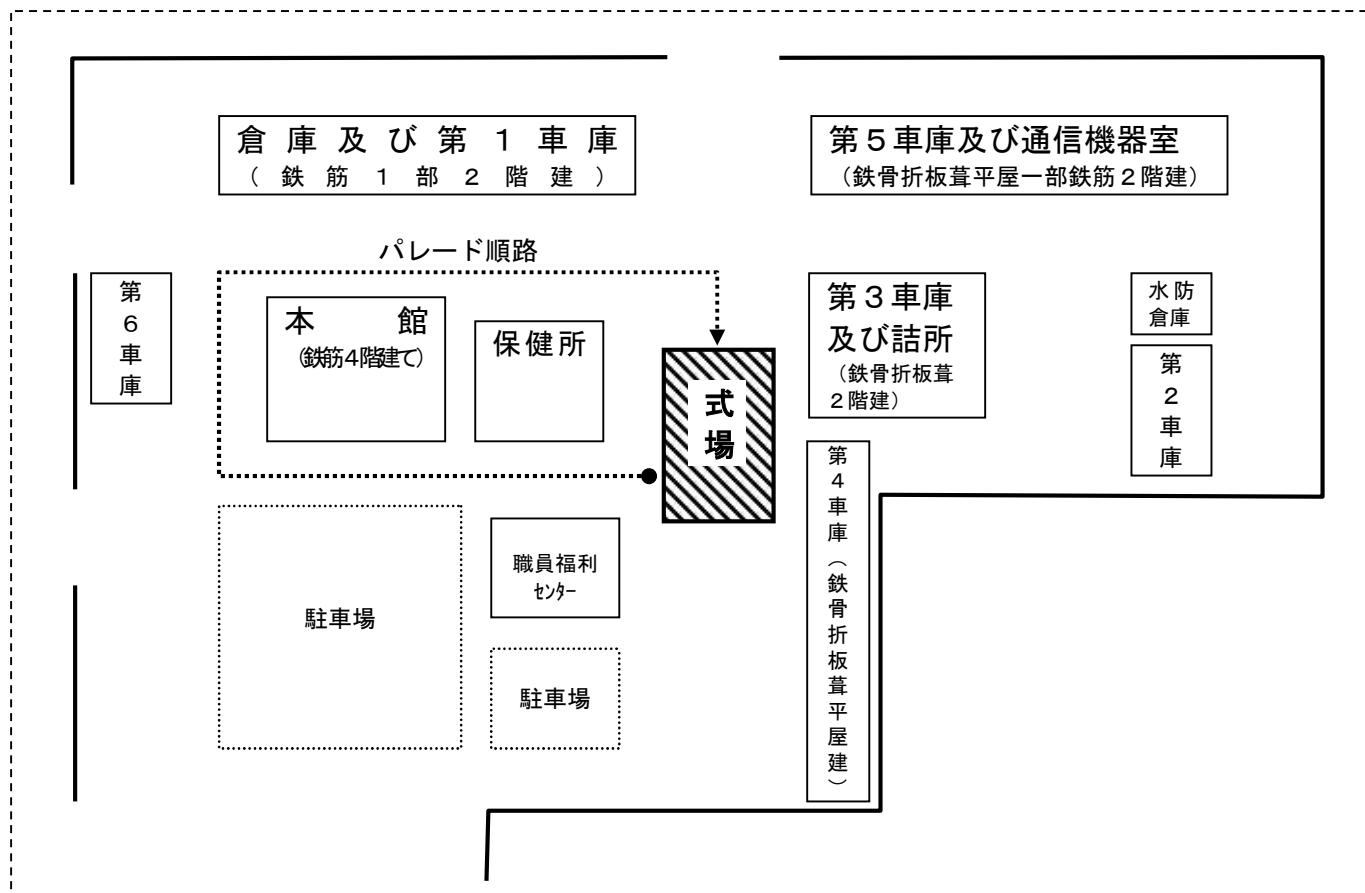 倉庫及び第１車庫
（鉄筋１部２階建）
第５車庫及び通信機器室
（鉄骨折板葺平屋一部鉄筋２階建）
パレード順路
第６車庫
本館
（鉄筋４階建て）
保健所
式場
第３車庫
及び詰所
（鉄骨折板葺
２階建）
水防
倉庫
第２車庫
第４車庫（鉄骨折板葺平屋建）
職員福利
ｾﾝﾀｰ
駐車場
駐車場